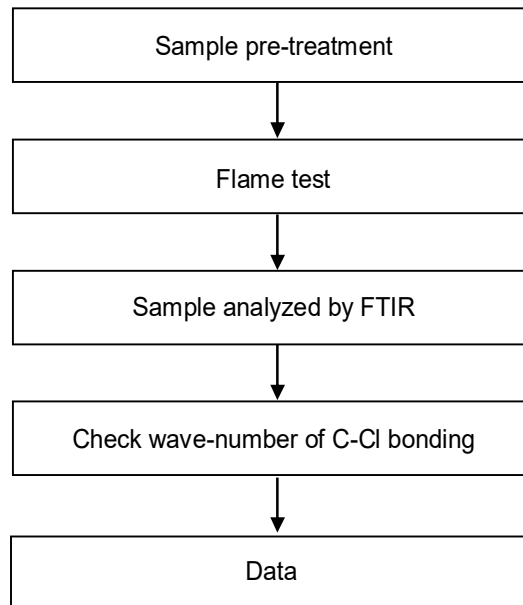 Sample pre-treatment
Flame test
Sample analyzed by FTIR
Check wave-number of C-Cl bonding
Data